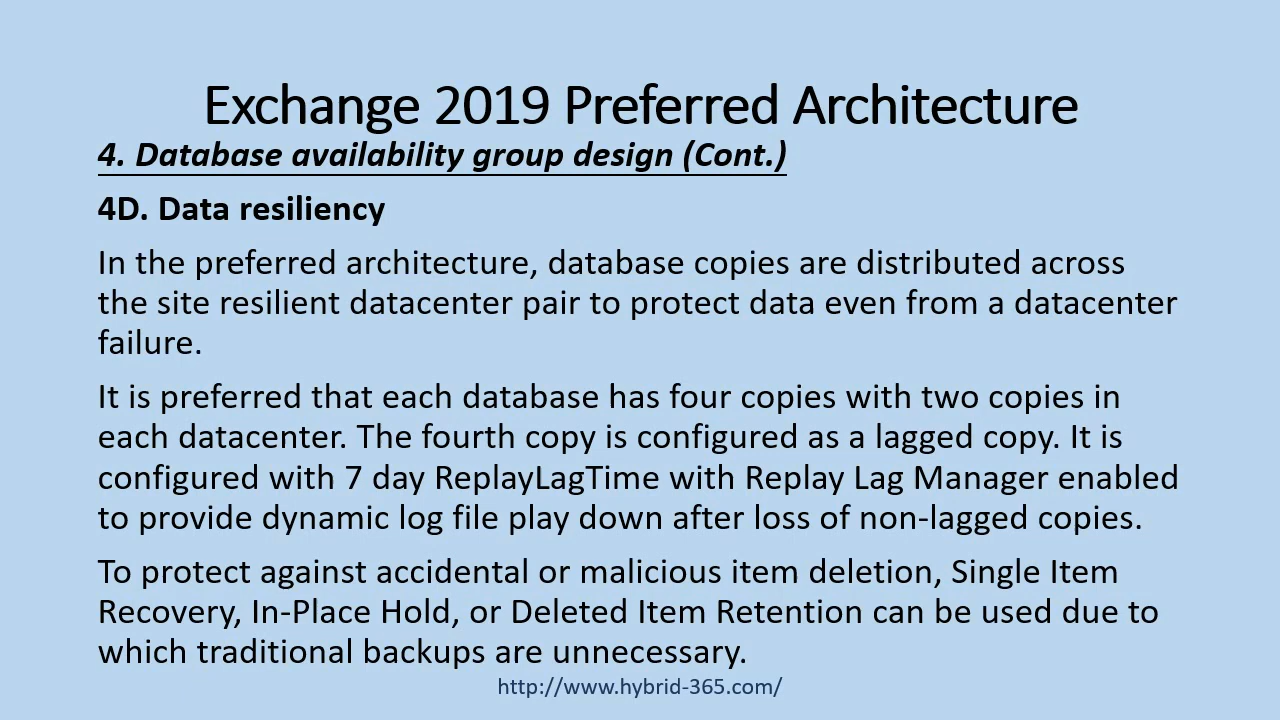 Exchange 2019 Preferred Architecture
4. Database availability group design (Cont.)
4D. Data resiliency
In the preferred architecture, database copies are distributed across
the site resilient datacenter pair to protect data even from a datacenter
failure.
It is preferred that each database has four copies with two copies in
each datacenter. The fourth copy is configured as a lagged copy. It is
configured with 7 day ReplayLagTime with Replay Lag Manager enabled
to provide dynamic log file play down after loss of non-lagged copies.
To protect against accidental or malicious item deletion, Single Item
Recovery, In-Place Hold, or Deleted Item Retention can be used due to
which traditional backups are unnecessary.
http://www.hybrid-365.com/